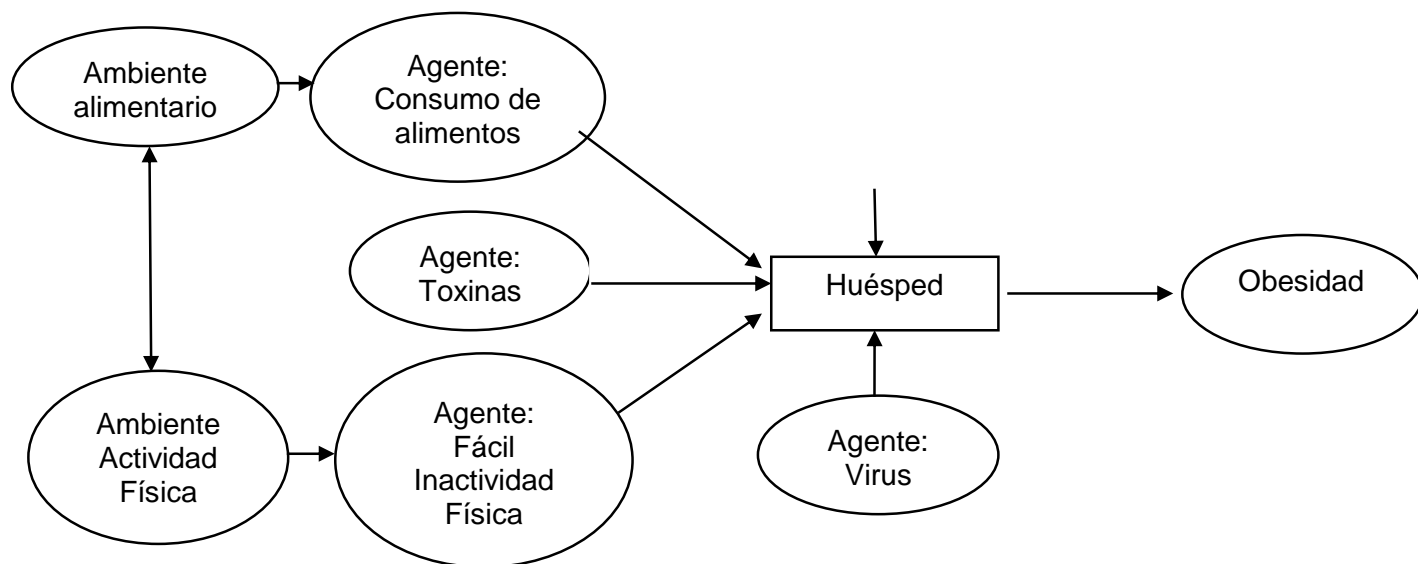 Ambiente
alimentario
Agente:
Consumo de
alimentos
Agente:
Toxinas
Huésped
Obesidad
Ambiente
Actividad
Física
Agente:
Fácil
Inactividad
Física
Agente:
Virus